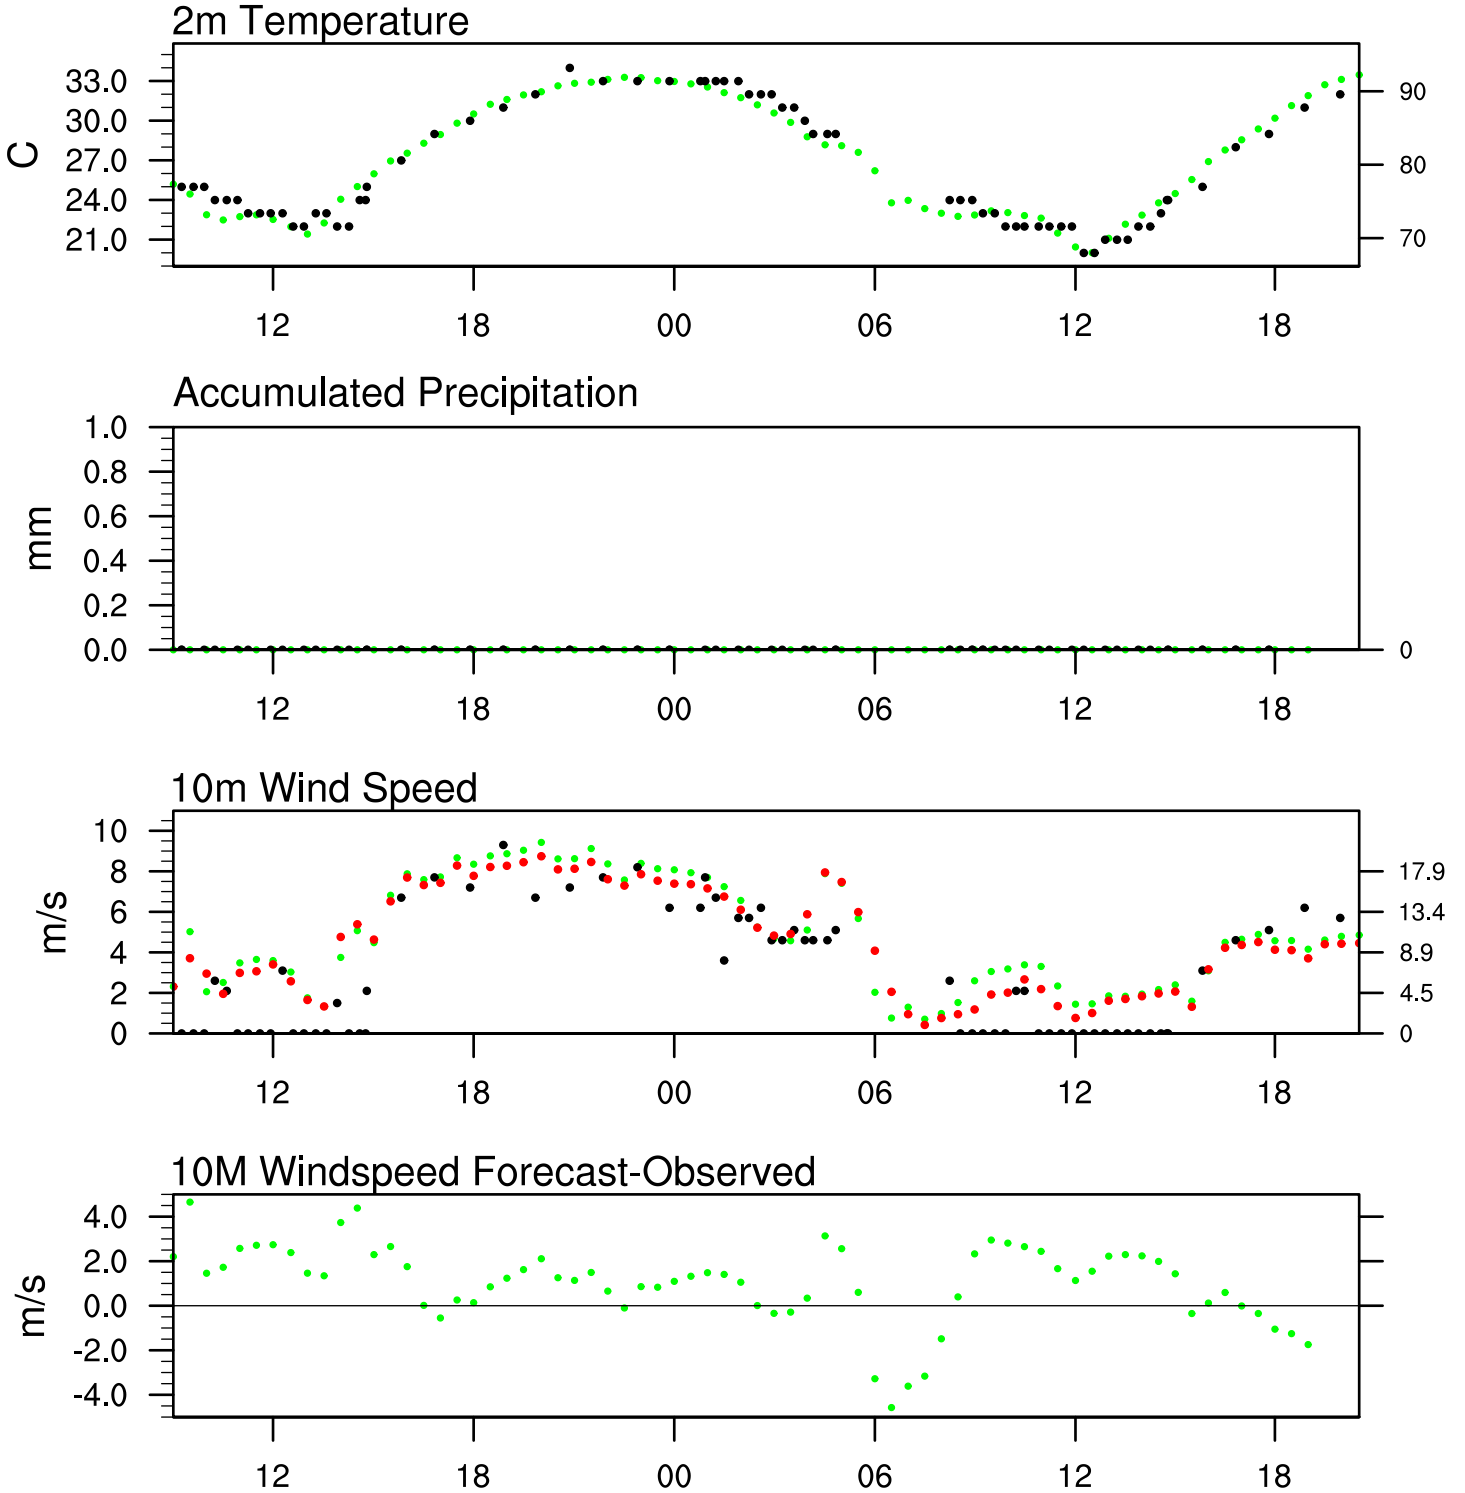 2m Temperature
33.0
30.0
27.0
24.0
21.0
C
90
80
70
12 18 00 06 12 18
Accumulated Precipitation
1.0
0.8
0.6
0.4
0.2
0.0
mm
0
12 18 00 06 12 18
10m Wind Speed
10
8
6
4
2
0
m/s
17.9
13.4
8.9
4.5
0
12 18 00 06 12 18
10M Windspeed Forecast-Observed
4.0
2.0
0.0
-2.0
-4.0
m/s
12 18 00 06 12 18